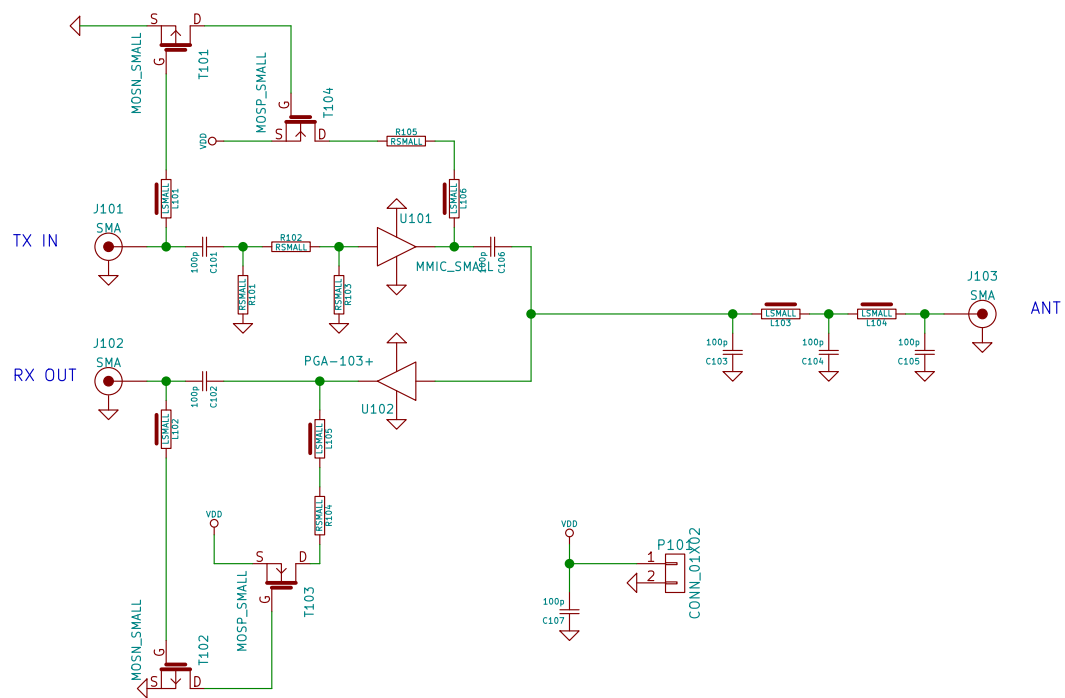 S
D
G
MOSN_SMALL
T101
MOSP_SMALL
G
T104
VDD
S
D
R105
RSMALL
LSMALL
L101
LSMALL
L106
J101
SMA
TX IN
100p
C101
R102
RSMALL
U101
MMIC_SMALL
100p
C106
RSMALL
R101
RSMALL
R103
J103
SMA
ANT
LSMALL
L103
LSMALL
L104
100p
C103
100p
C104
100p
C105
J102
SMA
RX OUT
100p
C102
PGA-103+
U102
LSMALL
L102
LSMALL
L105
RSMALL
R104
VDD
S
D
G
MOSP_SMALL
T103
VDD
P101
1
2
CONN_01X02
100p
C107
MOSN_SMALL
G
T102
S
D